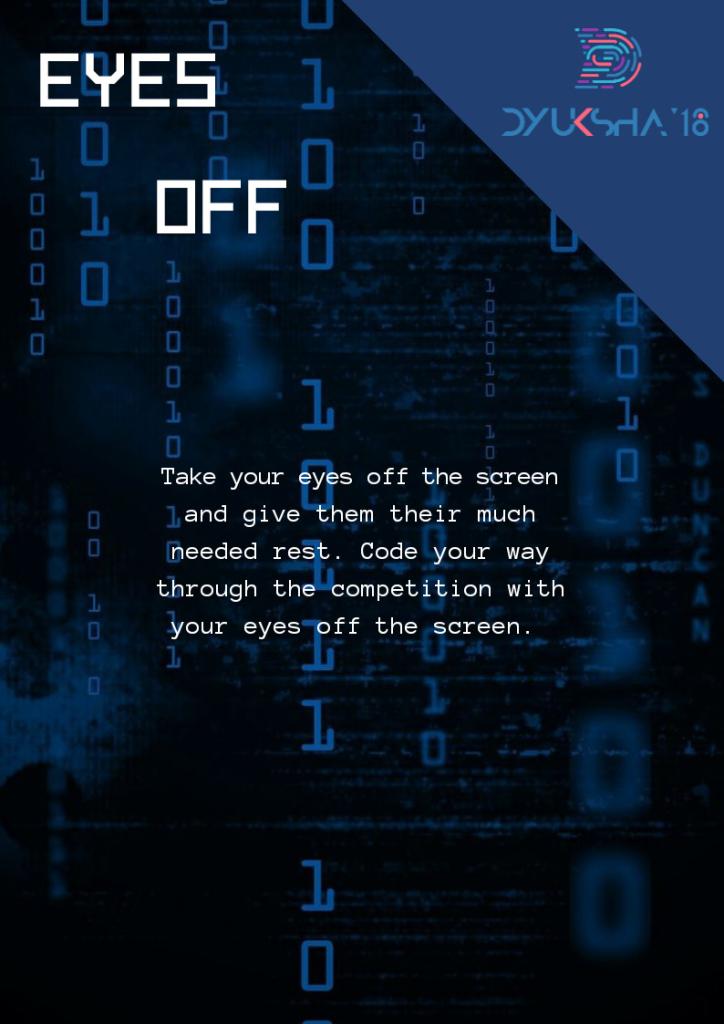 EYES
OFF
DYUKSHA '18
Take your eyes off the screen
and give them their much
needed rest. Code your way
through the competition with
your eyes off the screen.
S DUNCAN